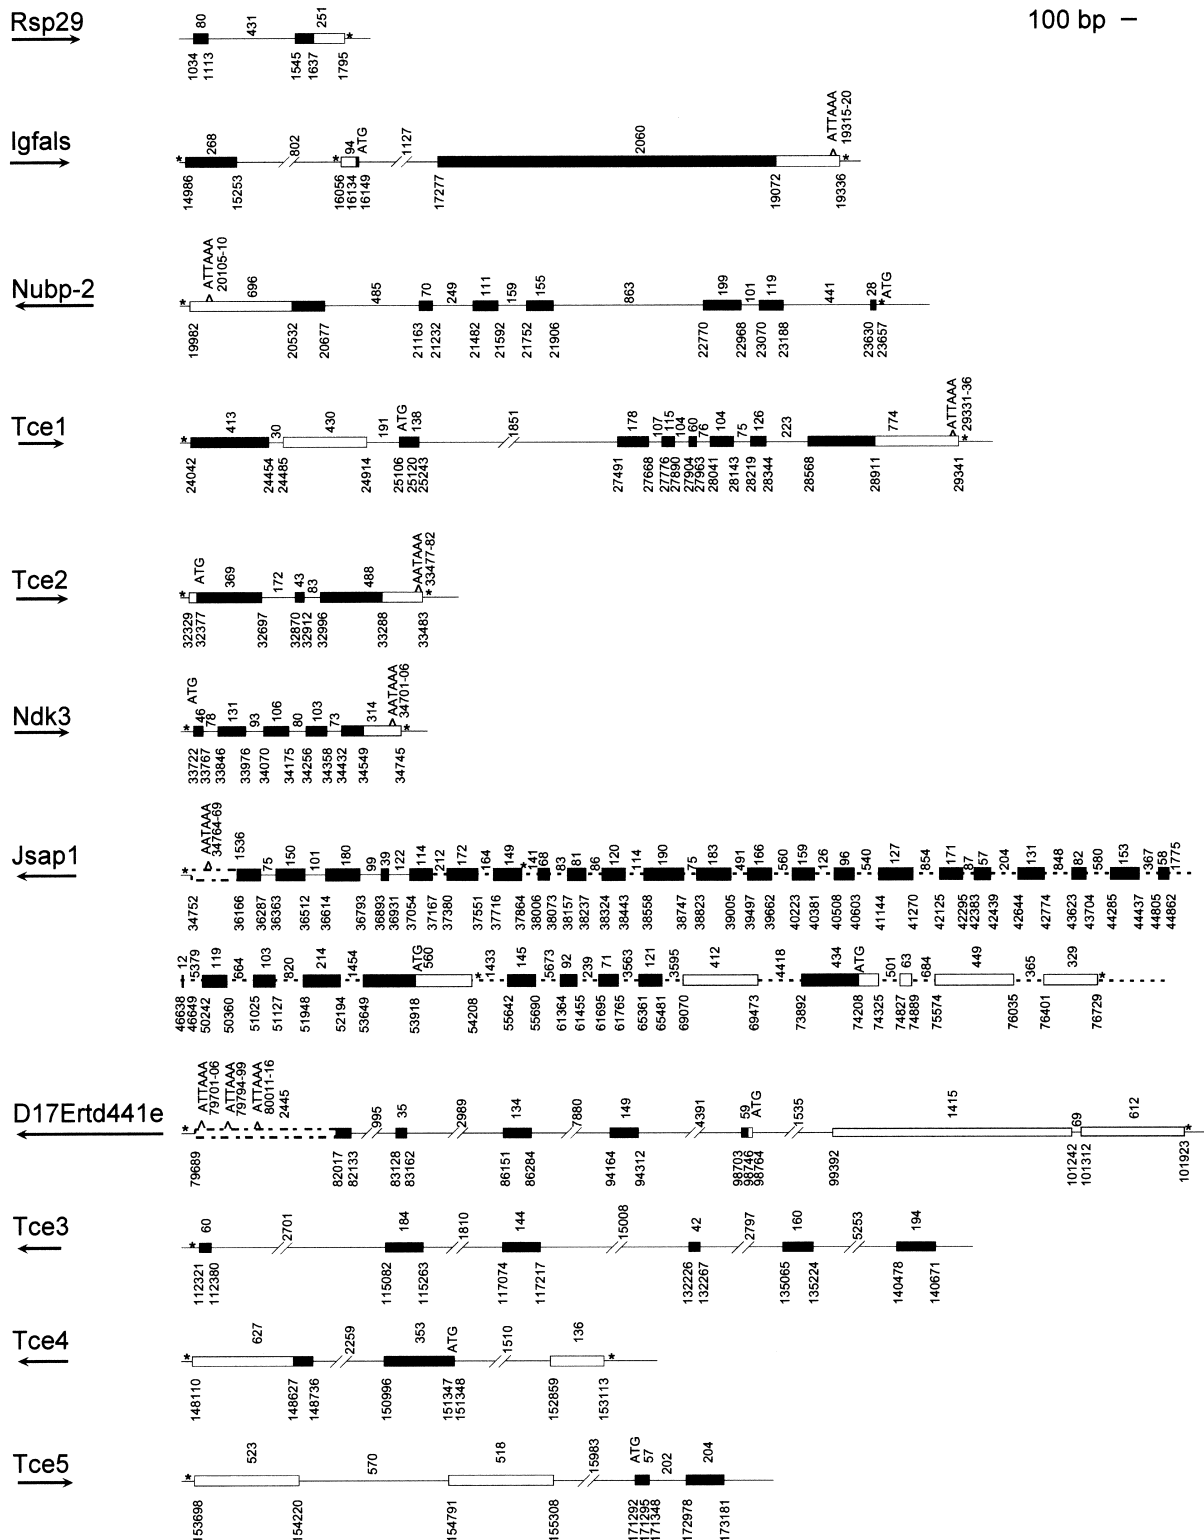 Rsp29
80 431 251
* 
1034 1113 1545 1637 1795
100 bp
Igfals
268 802 94 ATG 1127 2060 ATTAAA 19315-20
* * *
14986 15253 16056 16134 16149 17277 19072 19336
Nubp-2
ATTAAA 20105-10 696 485 70 249 111 159 155 863 199 101 119 441 28 ATG
* *
19982 20532 20677 21163 21232 21482 21592 21752 21906 22770 22968 23070 23188 23630 23657
Tce1
413 30 430 191 ATG 138 1851 178 107 115 104 60 76 104 75 126 223 774 ATTAAA 29331-36
* *
24042 24454 24485 24914 25106 25120 25243 27491 27668 27776 27890 27904 27963 28041 28143 28219 28344 28568 28911 29341
Tce2
ATG 369 172 43 83 488 AATAAA 33477-82
* *
32329 32377 32697 32870 32912 32996 33288 33483
Ndk3
ATG 46 78 131 93 106 80 103 73 314 AATAAA 34701-06
* *
33722 33767 33846 33976 34070 34175 34256 34358 34432 34549 34745
Jsap1
AATAAA 34764-69 1536 75 150 101 180 99 39 122 114 212 172 164 149 141 68 83 81 86 120 114 190 75 183 491 166 560 159 126 96 540 127 854 171 87 57 204 131 848 82 580 153 367 58 1775
* *
34752 36166 36287 36363 36512 36614 36793 36893 36931 37054 37167 37380 37551 37716 37864 38006 38073 38157 38237 38324 38443 38558 38747 38823 39005 39497 39662 40223 40381 40508 40603 41144 41270 42125 42295 42383 42439 42644 42774 43623 43704 44285 44437 44805 44862
12 5379 119 664 103 820 214 1454 ATG 560 1433 145 5673 92 239 71 3563 121 3595 412 4418 434 ATG 501 63 684 449 365 329
* *
46638 46649 50242 50360 51025 51127 51948 52194 53649 53918 54208 55642 55690 61364 61455 61695 61765 65361 65481 69070 69473 73892 74208 74325 74827 74889 75574 76035 76401 76729
D17Ertd441e
ATTAAA 79701-06 ATTAAA 79794-99 ATTAAA 80011-16 2445 995 35 2989 134 7880 149 4391 59 ATG 1535 1415 69 612
* *
79689 82017 82133 83128 83162 86151 86284 94164 94312 98703 98746 98764 99392 101242 101312 101923
Tce3
60 2701 184 1810 144 15008 42 2797 160 5253 194
*
112321 112380 115082 115263 117074 117217 132226 132267 135065 135224 140478 140671
Tce4
627 2259 353 ATG 1510 136
* *
148110 148627 148736 150996 151347 151348 152859 153113
Tce5
523 570 518 15983 ATG 57 202 204
*
153698 154220 154791 155308 171292 171295 171348 172978 173181